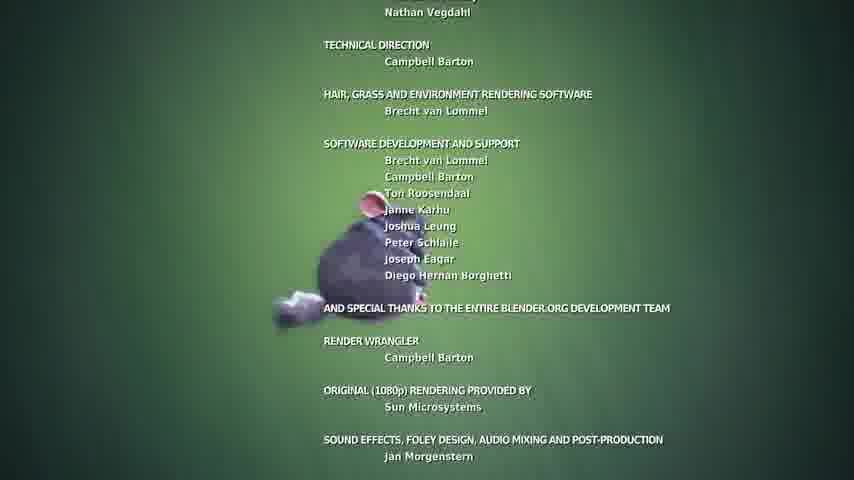 Nathan Vegdahl
TECHNICAL DIRECTION
Campbell Barton
HAIR, GRASS AND ENVIRONMENT RENDERING SOFTWARE
Brecht van Lommel
SOFTWARE DEVELOPMENT AND SUPPORT
Brecht van Lommel
Campbell Barton
Ton Roosendaal
Janne Karhu
Joshua Leung
Peter Schlaile
Joseph Eagar
Diego Hernan Borghetti
AND SPECIAL THANKS TO THE ENTIRE BLENDER.ORG DEVELOPMENT TEAM
RENDER WRANGLER
Campbell Barton
ORIGINAL (1080p) RENDERING PROVIDED BY
Sun Microsystems
SOUND EFFECTS, FOLEY DESIGN, AUDIO MIXING AND POST-PRODUCTION
Jan Morgenstern